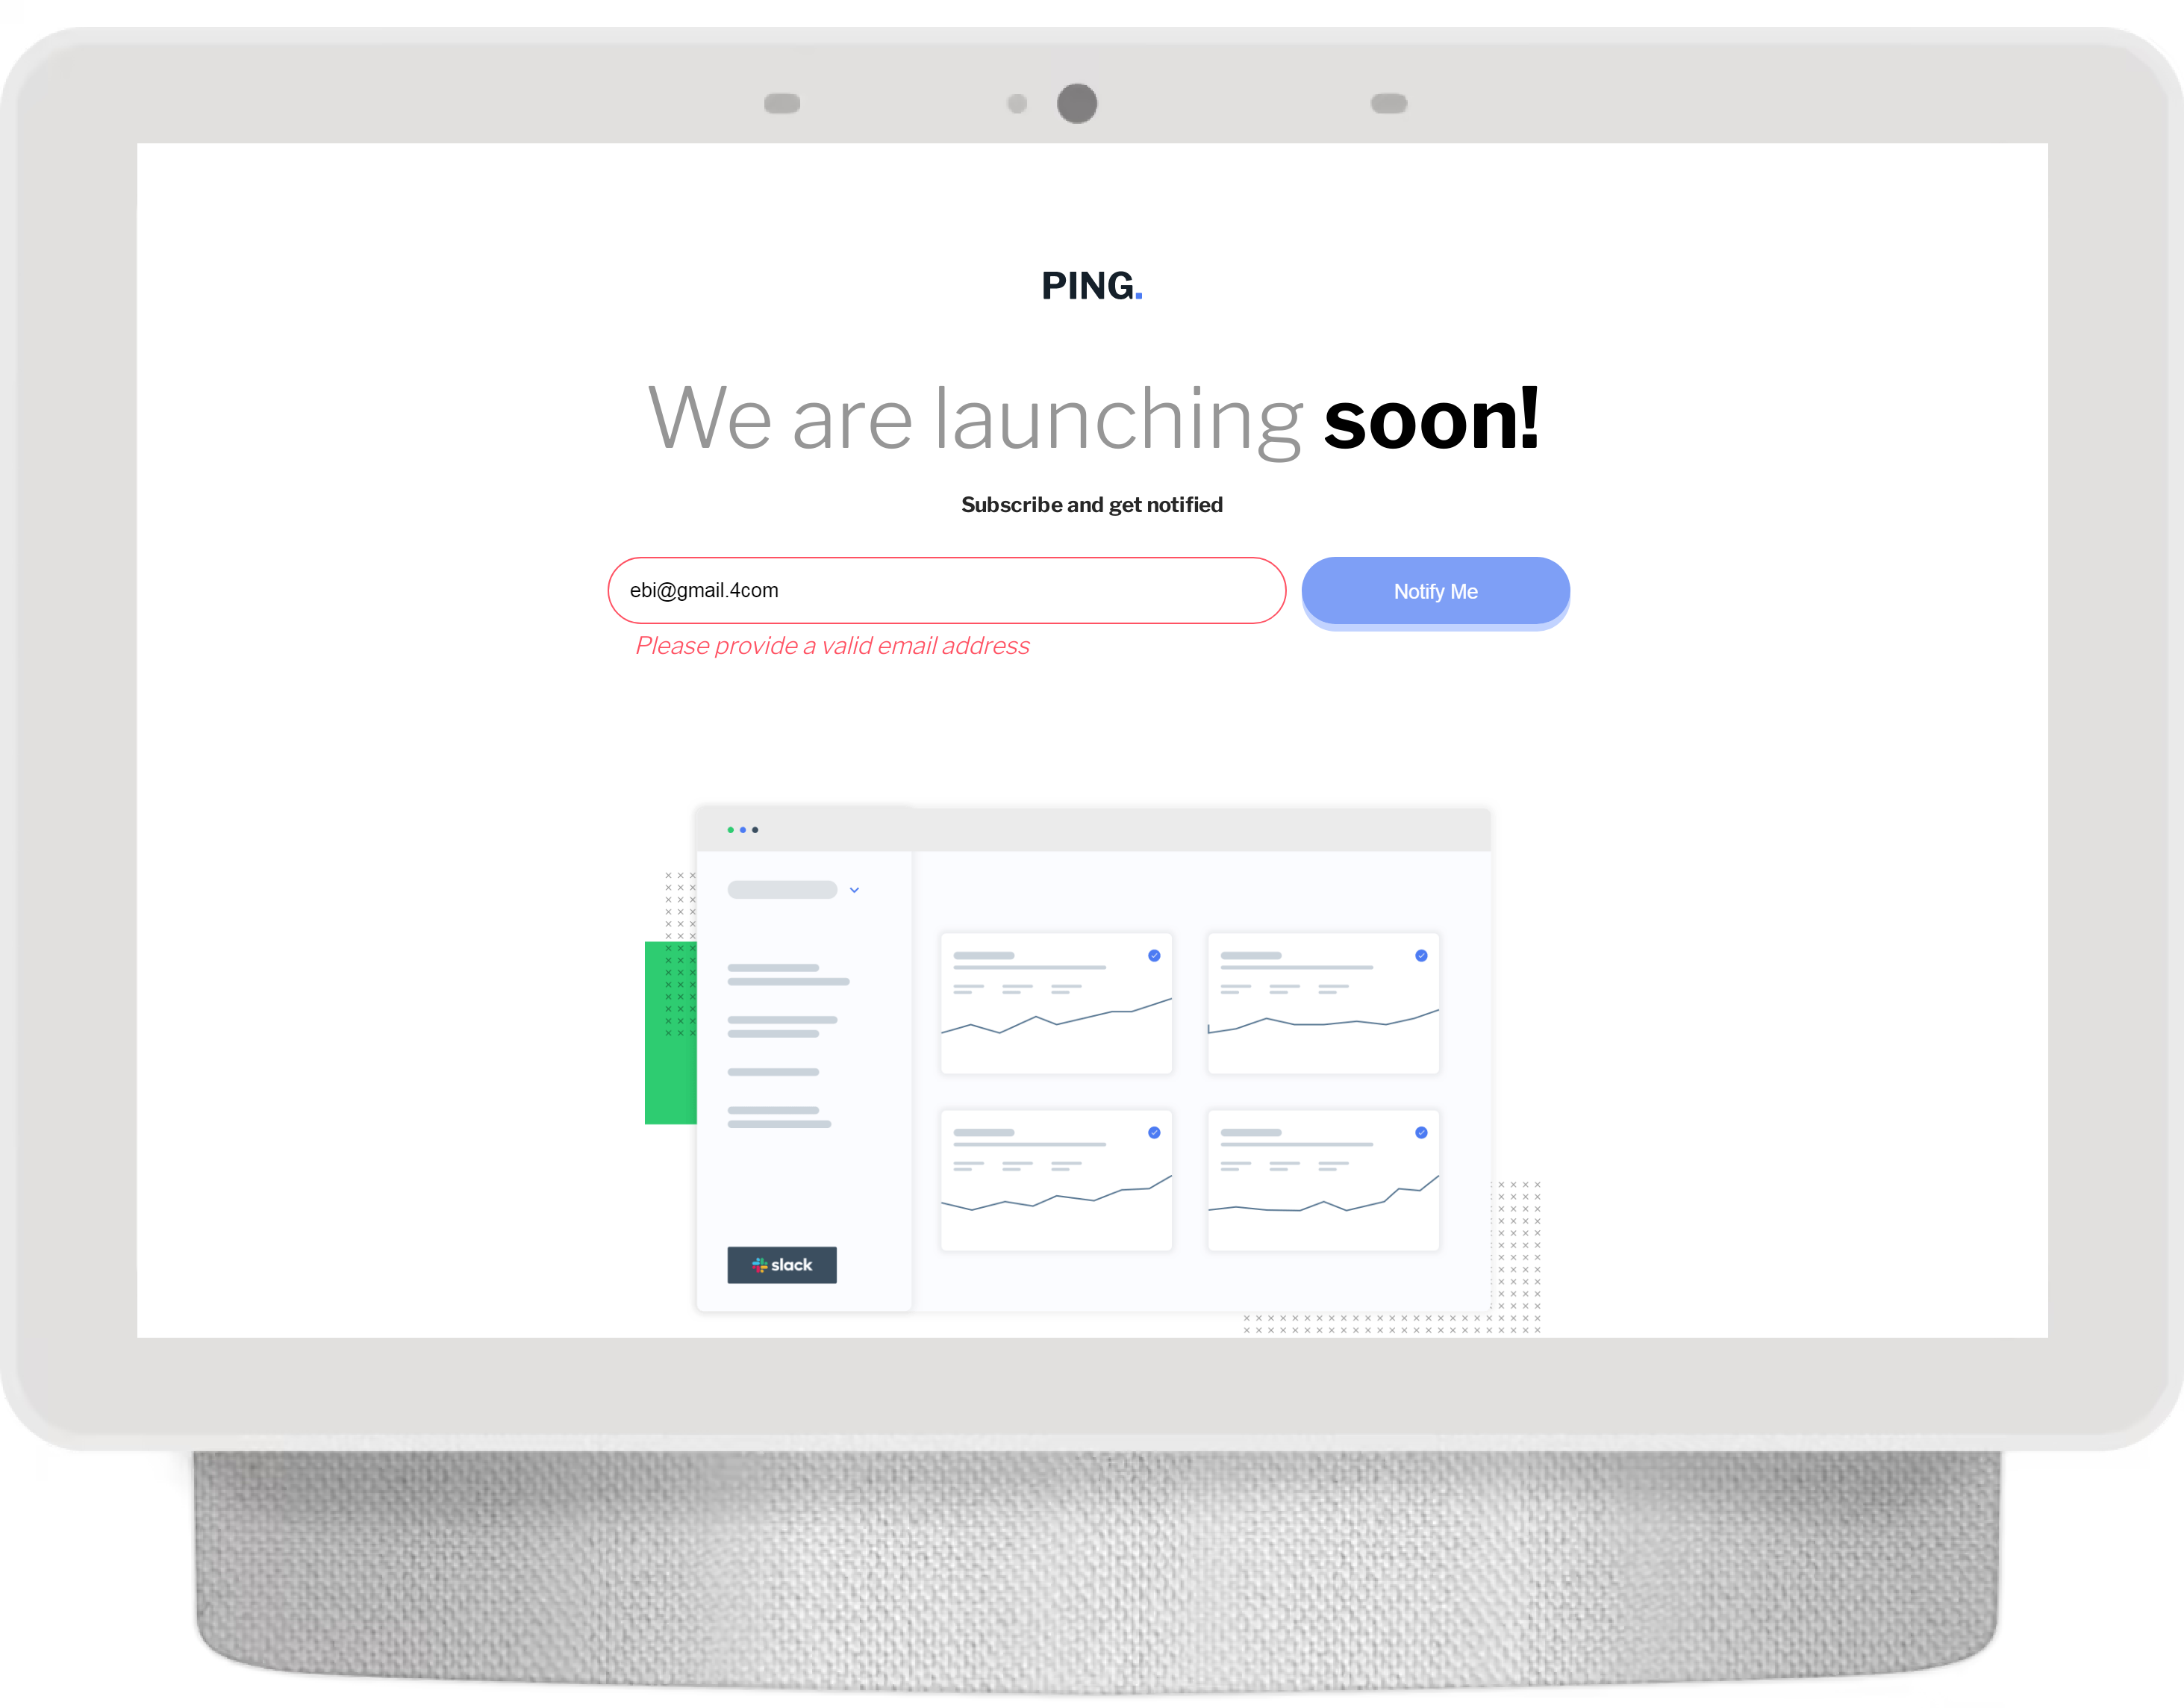 PING.
We are launching soon!
Subscribe and get notified
ebi@gmail.4com
Notify Me
Please provide a valid email address
slack